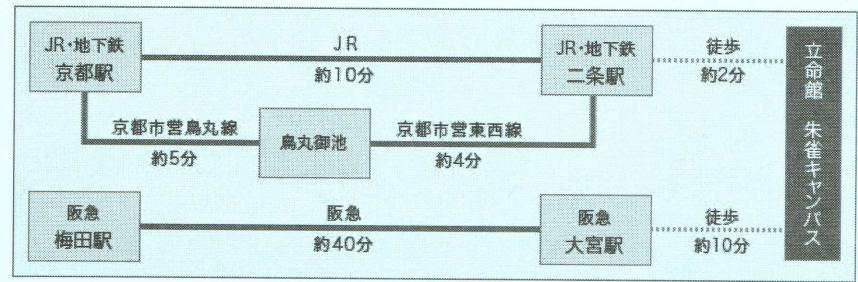 JR・地下鉄
京都駅
JR
約10分
JR・地下鉄
二条駅
徒歩
約2分
京都市営烏丸線
約5分
烏丸御池
京都市営東西線
約4分
阪急
梅田駅
阪急
約40分
阪急
大宮駅
徒歩
約10分
立命館 朱雀キャンパス